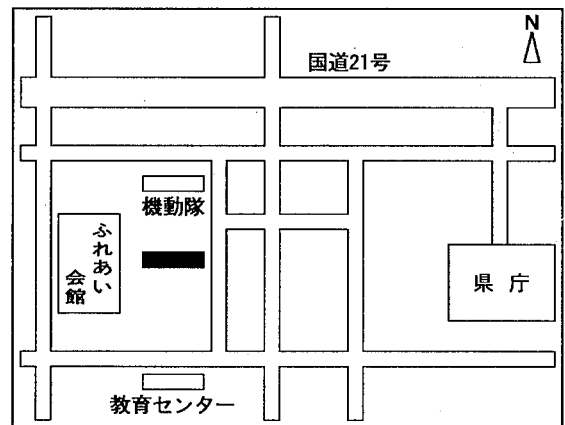 N
国道21号
機動隊
ふれあい
会館
県庁
教育センター